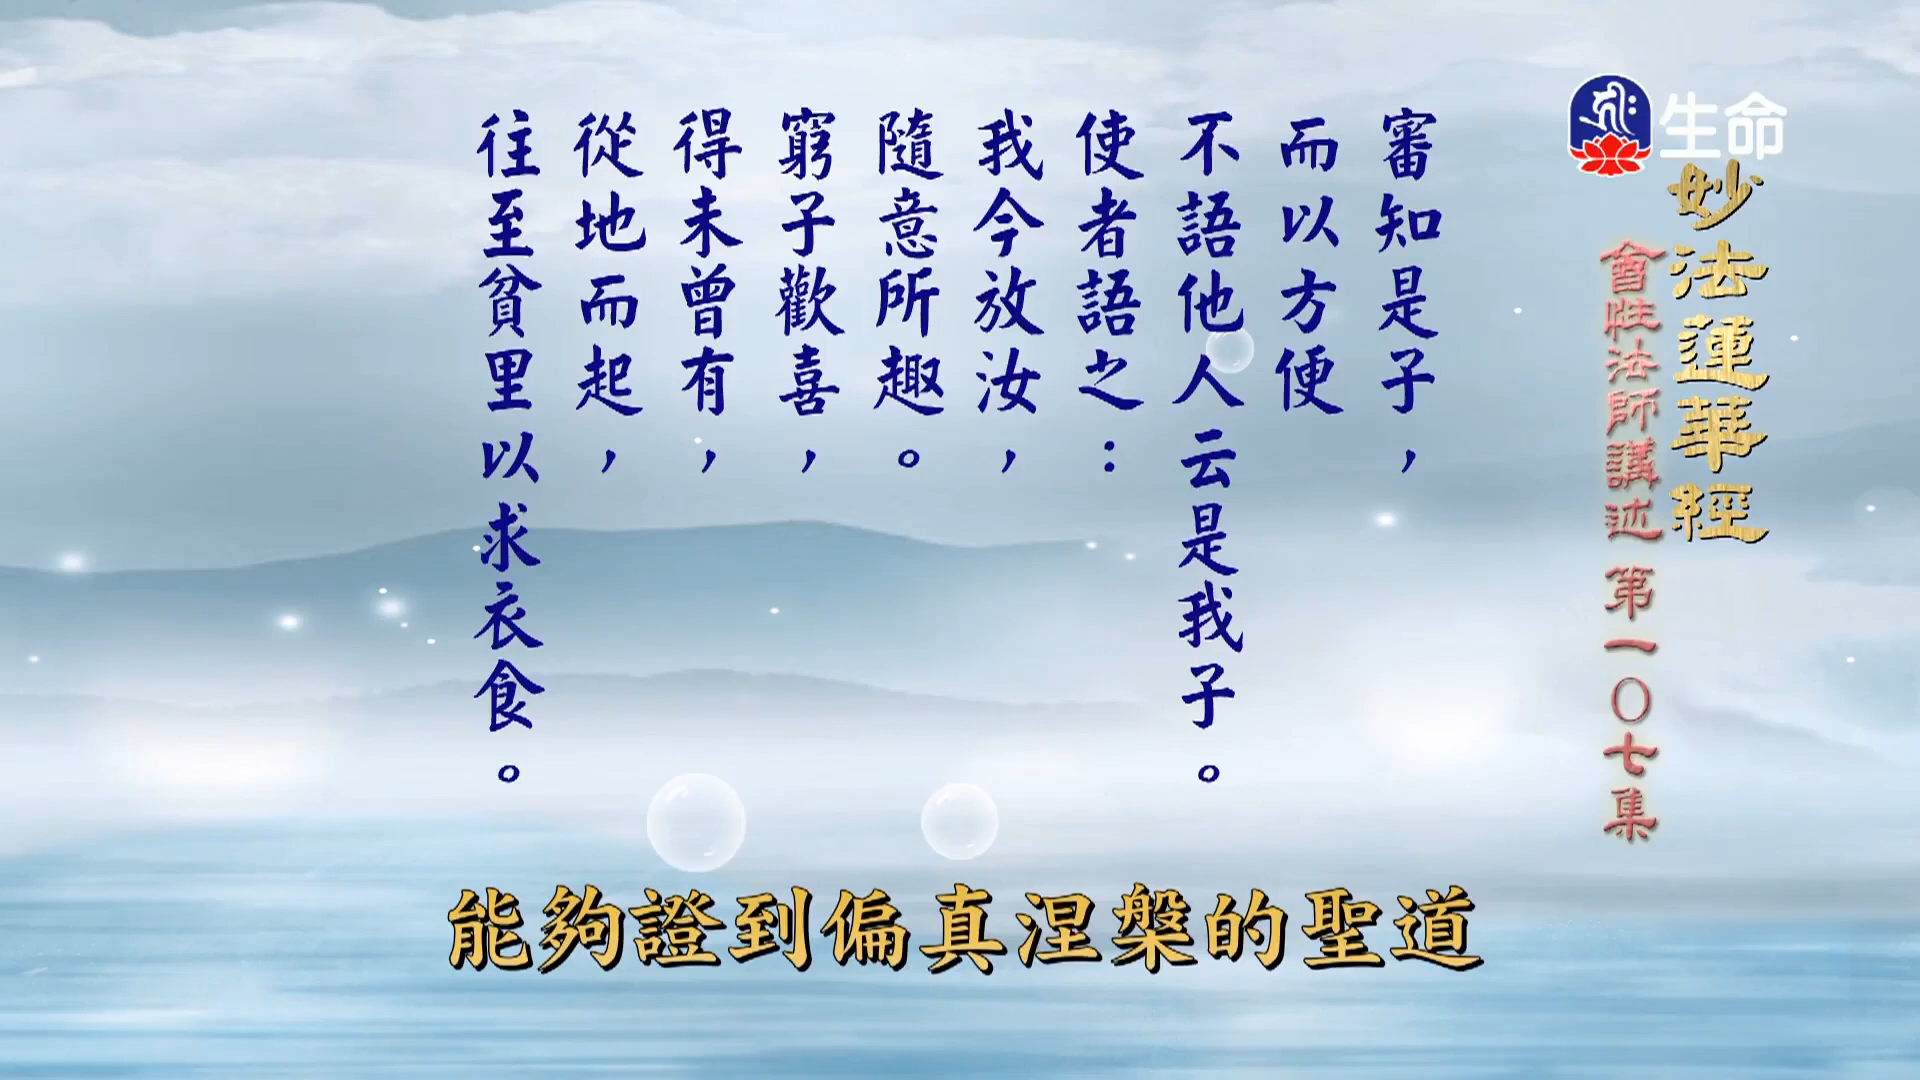 生命
妙法蓮華經
會性法師講述 第一〇七集
審知是子，
而以方便
不語他人云是我子。
使者語之：
我今放汝，
隨意所趣。
窮子歡喜，
得未曾有，
從地而起，
往至貧里以求衣食。
能夠證到偏真涅槃的聖道